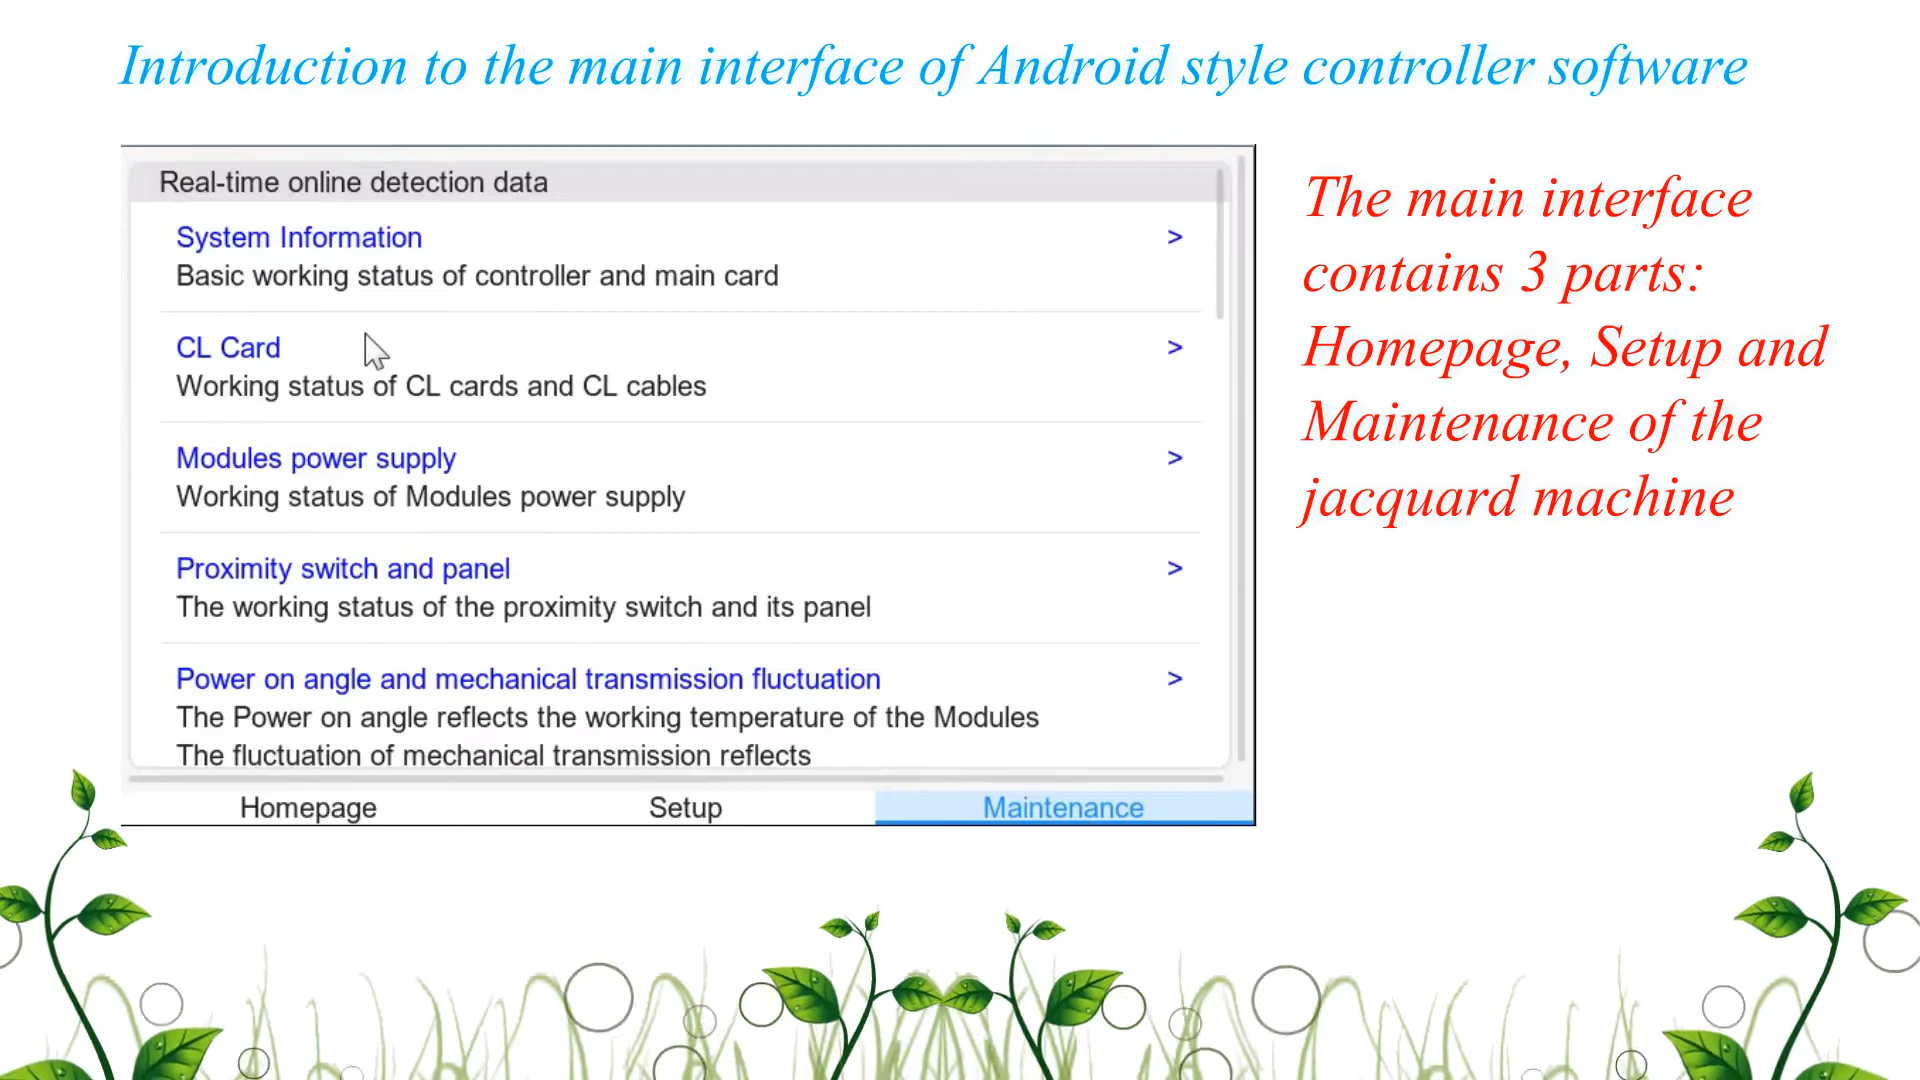 Introduction to the main interface of Android style controller software
Real-time online detection data
System Information >
Basic working status of controller and main card
CL Card >
Working status of CL cards and CL cables
Modules power supply >
Working status of Modules power supply
Proximity switch and panel >
The working status of the proximity switch and its panel
Power on angle and mechanical transmission fluctuation >
The Power on angle reflects the working temperature of the Modules
The fluctuation of mechanical transmission reflects
Homepage Setup Maintenance
The main interface
contains 3 parts:
Homepage, Setup and
Maintenance of the
jacquard machine